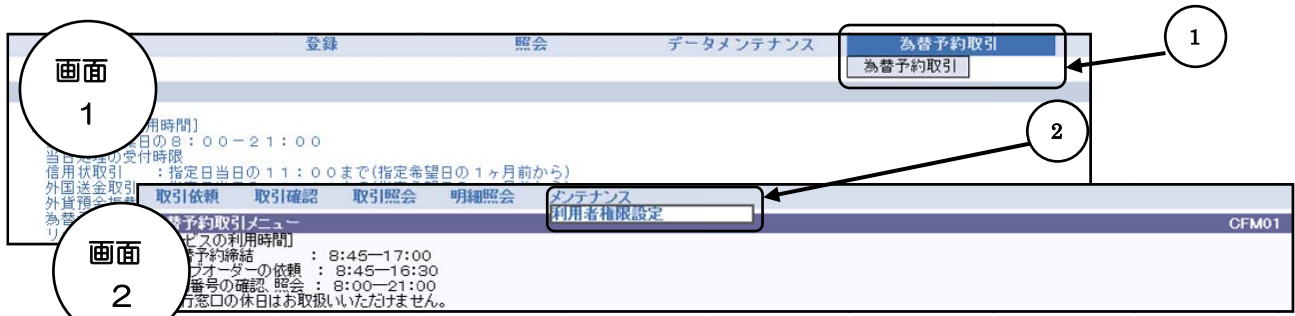 登録 照会 データメンテナンス 為替予約取引
為替予約取引
画面
1
用時間]
日の8:00-21:00
当日処理の受付時限
信用状取引 :指定日当日の11:00まで(指定希望日の1ヶ月前から)
外国送金取引
外貨預金振替
為替予
リ
1
2
取引依頼 取引確認 取引照会 明細照会 メンテナンス
利用者権限設定
替予約取引メニュー CFM01
ービスの利用時間]
替予約締結 : 8:45―17:00
ブオーダーの依頼 : 8:45―16:30
番号の確認、照会 : 8:00―21:00
行窓口の休日はお取扱いいただけません。
画面
2